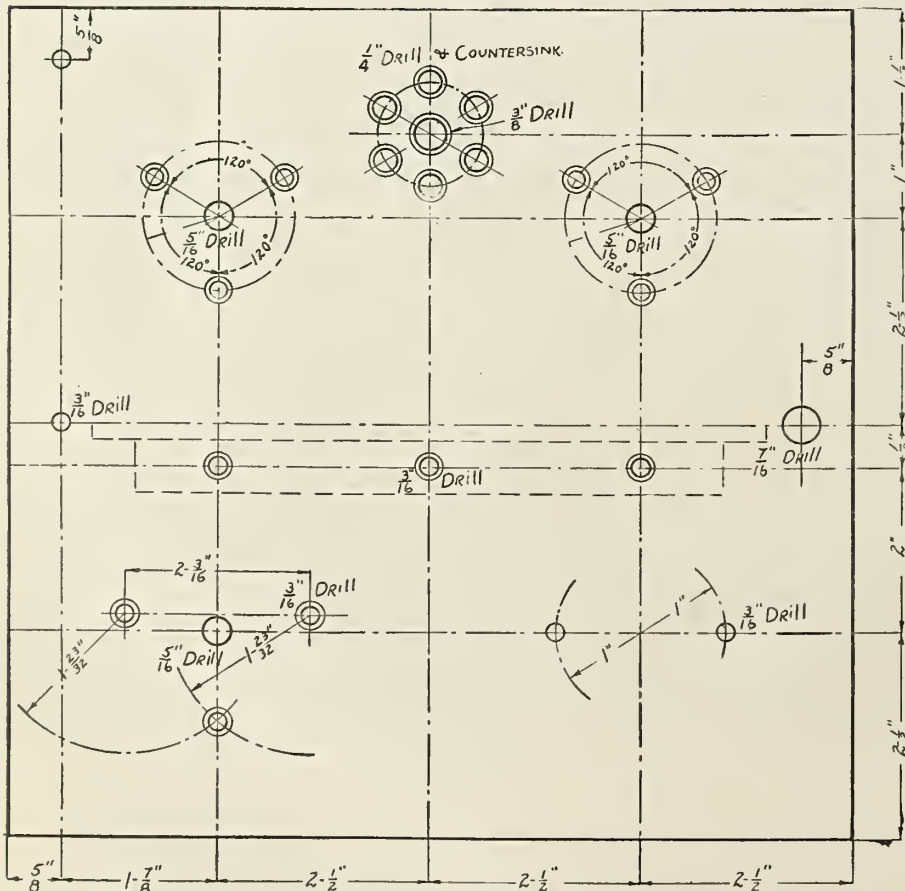 5/8"
1/4" DRILL & COUNTERSINK.
3/8" DRILL
1-1/2"
1"
120°
5/16" DRILL
120°
120°
120°
5/16" DRILL
120°
120°
2-1/2"
5/8"
3/16" DRILL
7/16" DRILL
1/2"
3/16" DRILL
2"
2-3/16"
3/16" DRILL
1-23/32"
5/16" DRILL
1-23/32"
1"
1"
3/16" DRILL
2-1/2"
5/8"
1-7/8"
2-1/2"
2-1/2"
2-1/2"